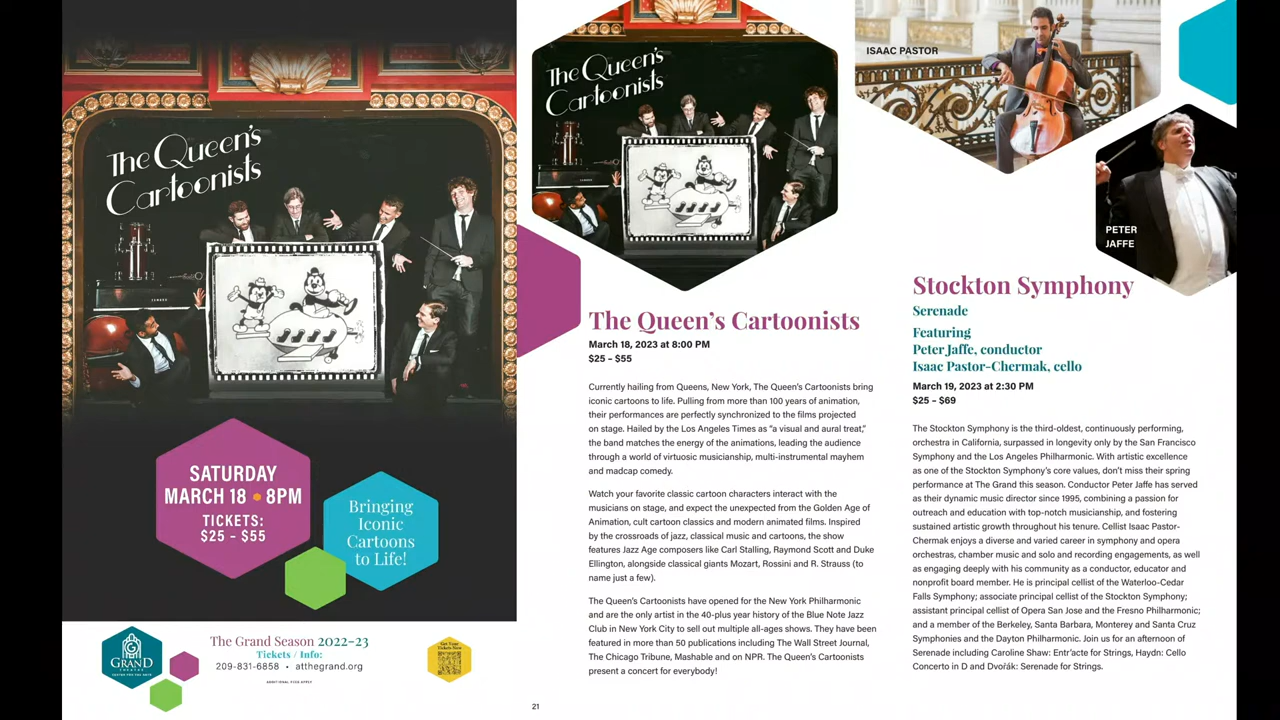 The Queen's
Cartoonists
SATURDAY
MARCH 18 • 8PM
TICKETS:
$25 – $55
Bringing
Iconic
Cartoons
to Life!
GRAND
THEATRE
CENTER FOR THE ARTS
The Grand Season 2022–23
Tickets / Info:
209-831-6858 • atthegrand.org
ADDITIONAL FEES APPLY
Get Your
Tickets Now
The Queen's
Cartoonists
The Queen's Cartoonists
March 18, 2023 at 8:00 PM
$25 – $55
Currently hailing from Queens, New York, The Queen's Cartoonists bring
iconic cartoons to life. Pulling from more than 100 years of animation,
their performances are perfectly synchronized to the films projected
on stage. Hailed by the Los Angeles Times as "a visual and aural treat,"
the band matches the energy of the animations, leading the audience
through a world of virtuosic musicianship, multi-instrumental mayhem
and madcap comedy.
Watch your favorite classic cartoon characters interact with the
musicians on stage, and expect the unexpected from the Golden Age of
Animation, cult cartoon classics and modern animated films. Inspired
by the crossroads of jazz, classical music and cartoons, the show
features Jazz Age composers like Carl Stalling, Raymond Scott and Duke
Ellington, alongside classical giants Mozart, Rossini and R. Strauss (to
name just a few).
The Queen's Cartoonists have opened for the New York Philharmonic
and are the only artist in the 40-plus year history of the Blue Note Jazz
Club in New York City to sell out multiple all-ages shows. They have been
featured in more than 50 publications including The Wall Street Journal,
The Chicago Tribune, Mashable and on NPR. The Queen's Cartoonists
present a concert for everybody!
21
ISAAC PASTOR
PETER
JAFFE
Stockton Symphony
Serenade
Featuring
Peter Jaffe, conductor
Isaac Pastor-Chermak, cello
March 19, 2023 at 2:30 PM
$25 – $69
The Stockton Symphony is the third-oldest, continuously performing,
orchestra in California, surpassed in longevity only by the San Francisco
Symphony and the Los Angeles Philharmonic. With artistic excellence
as one of the Stockton Symphony's core values, don't miss their spring
performance at The Grand this season. Conductor Peter Jaffe has served
as their dynamic music director since 1995, combining a passion for
outreach and education with top-notch musicianship, and fostering
sustained artistic growth throughout his tenure. Cellist Isaac Pastor-
Chermak enjoys a diverse and varied career in symphony and opera
orchestras, chamber music and solo and recording engagements, as well
as engaging deeply with his community as a conductor, educator and
nonprofit board member. He is principal cellist of the Waterloo-Cedar
Falls Symphony; associate principal cellist of the Stockton Symphony;
assistant principal cellist of Opera San Jose and the Fresno Philharmonic;
and a member of the Berkeley, Santa Barbara, Monterey and Santa Cruz
Symphonies and the Dayton Philharmonic. Join us for an afternoon of
Serenade including Caroline Shaw: Entr'acte for Strings, Haydn: Cello
Concerto in D and Dvořák: Serenade for Strings.